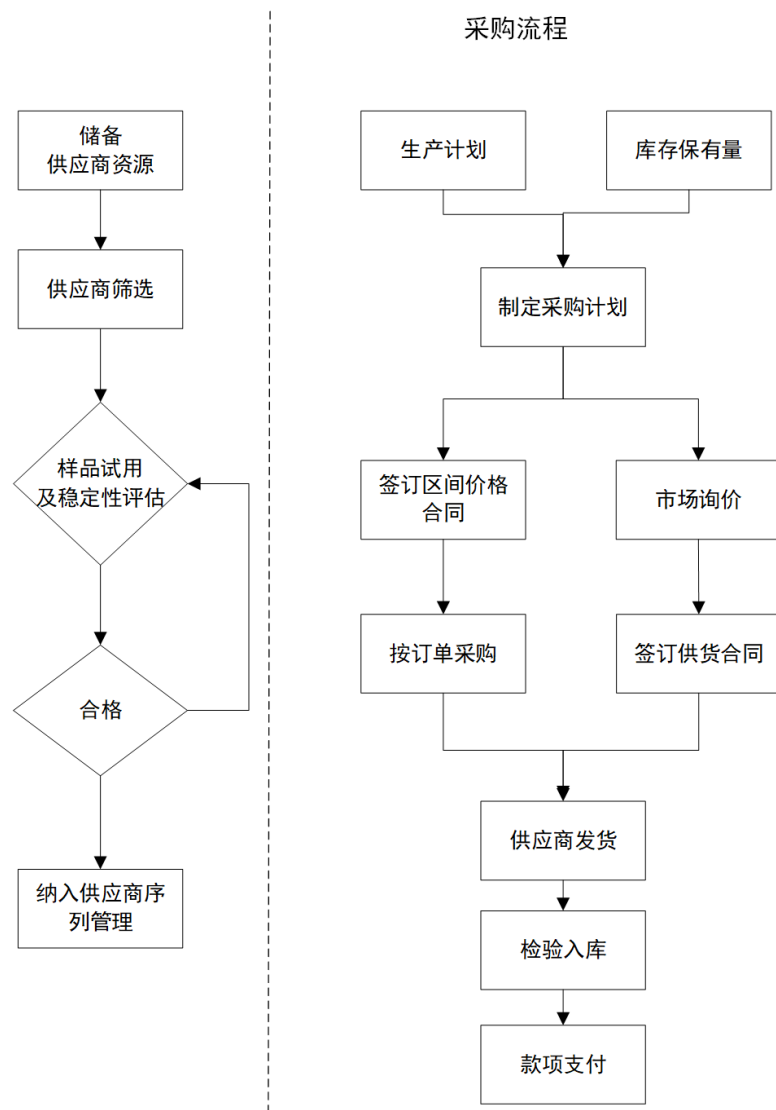 采购流程
储备
供应商资源
供应商筛选
样品试用
及稳定性评估
合格
纳入供应商序
列管理
生产计划
库存保有量
制定采购计划
签订区间价格
合同
市场询价
按订单采购
签订供货合同
供应商发货
检验入库
款项支付